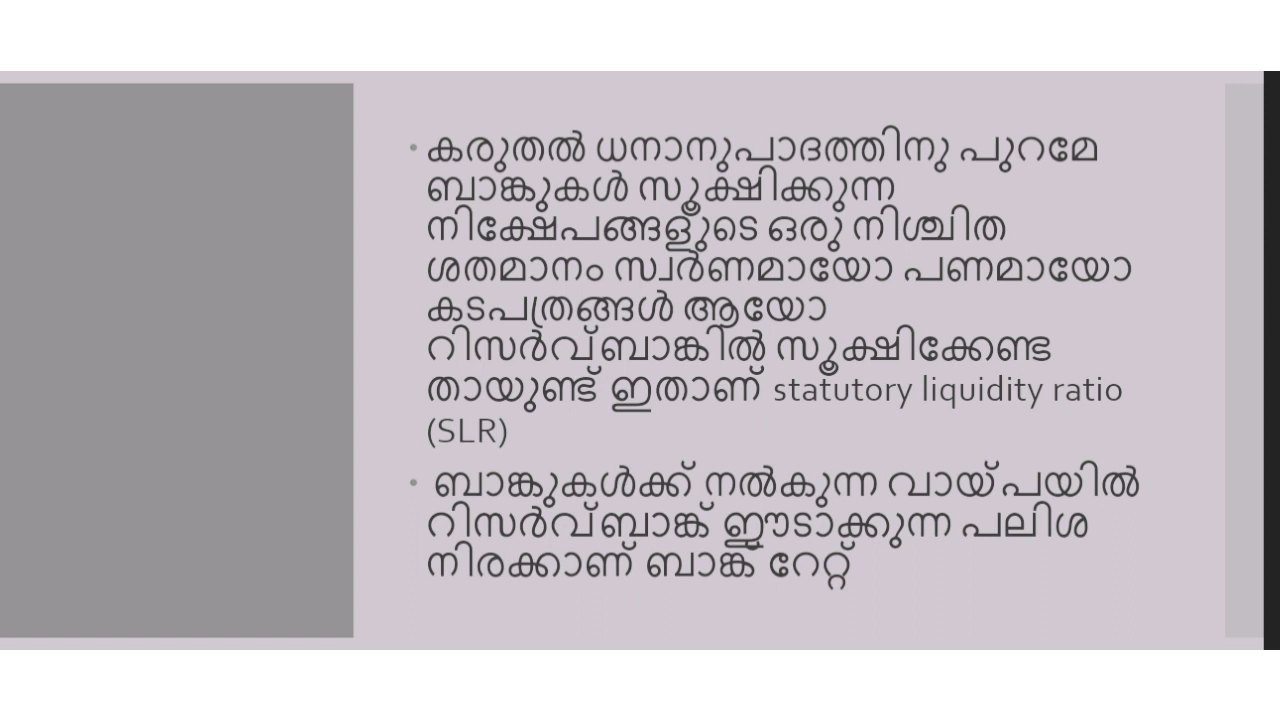 • കരുതൽ ധനാനുപാദത്തിനു പുറമേ
ബാങ്കുകൾ സൂക്ഷിക്കുന്ന
നിക്ഷേപങ്ങളുടെ ഒരു നിശ്ചിത
ശതമാനം സ്വർണമായോ പണമായോ
കടപത്രങ്ങൾ ആയോ
റിസർവ്ബാങ്കിൽ സൂക്ഷിക്കേണ്ട
തായുണ്ട് ഇതാണ് statutory liquidity ratio
(SLR)
• ബാങ്കുകൾക്ക് നൽകുന്ന വായ്പയിൽ
റിസർവ്ബാങ്ക് ഈടാക്കുന്ന പലിശ
നിരക്കാണ് ബാങ്ക് റേറ്റ്